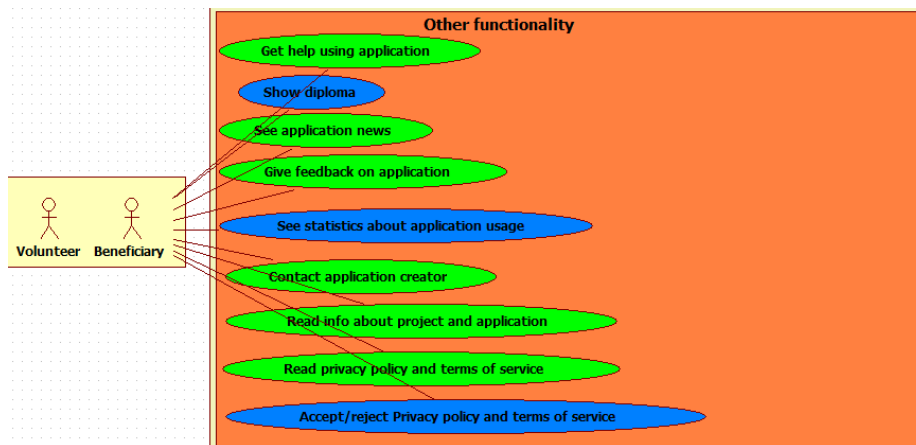 Other functionality
Get help using application
Show diploma
See application news
Give feedback on application
Volunteer Beneficiary
See statistics about application usage
Contact application creator
Read info about project and application
Read privacy policy and terms of service
Accept/reject Privacy policy and terms of service